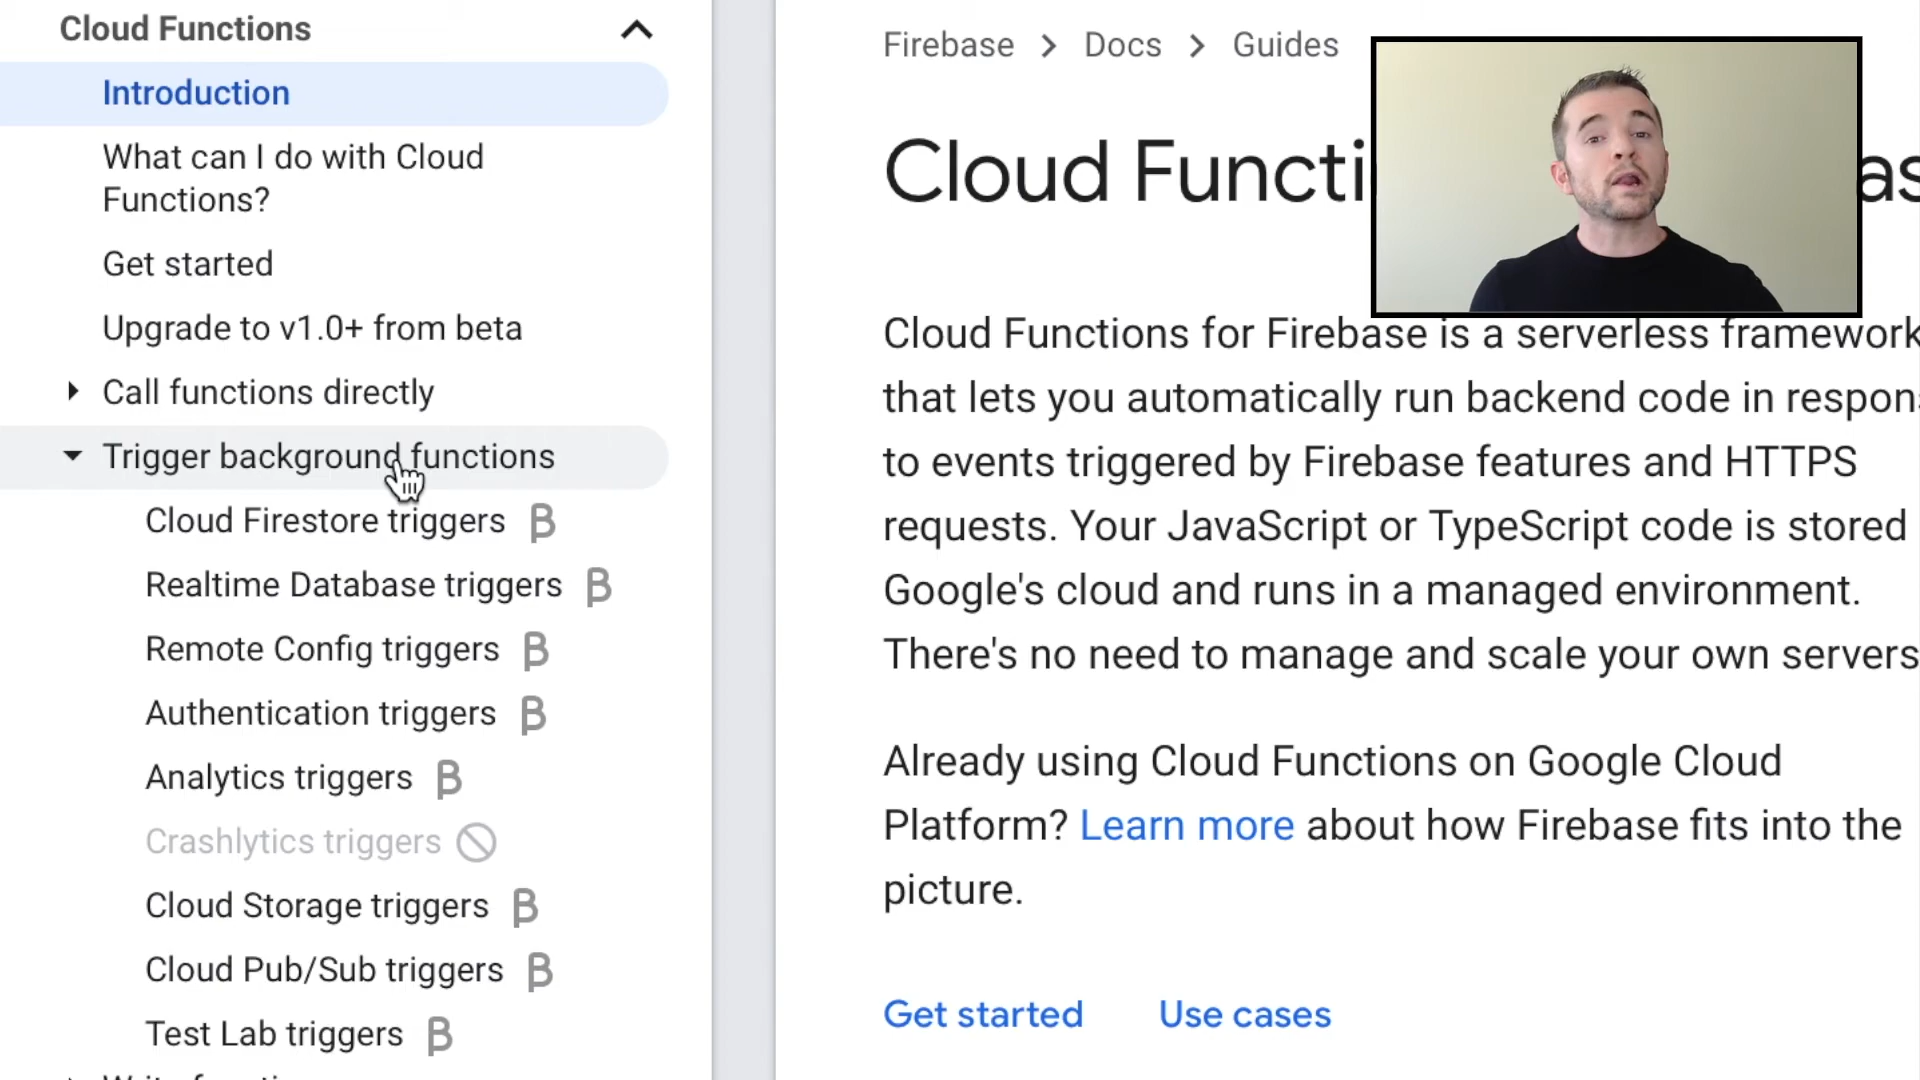 Cloud Functions
Introduction
What can I do with Cloud
Functions?
Get started
Upgrade to v1.0+ from beta
Call functions directly
Trigger background functions
Cloud Firestore triggers β
Realtime Database triggers β
Remote Config triggers β
Authentication triggers β
Analytics triggers β
Crashlytics triggers
Cloud Storage triggers β
Cloud Pub/Sub triggers β
Test Lab triggers β
Firebase > Docs > Guides
Cloud Functi as
Cloud Functions for Firebase is a serverless framework
that lets you automatically run backend code in respon
to events triggered by Firebase features and HTTPS
requests. Your JavaScript or TypeScript code is stored
Google's cloud and runs in a managed environment.
There's no need to manage and scale your own servers
Already using Cloud Functions on Google Cloud
Platform? Learn more about how Firebase fits into the
picture.
Get started Use cases